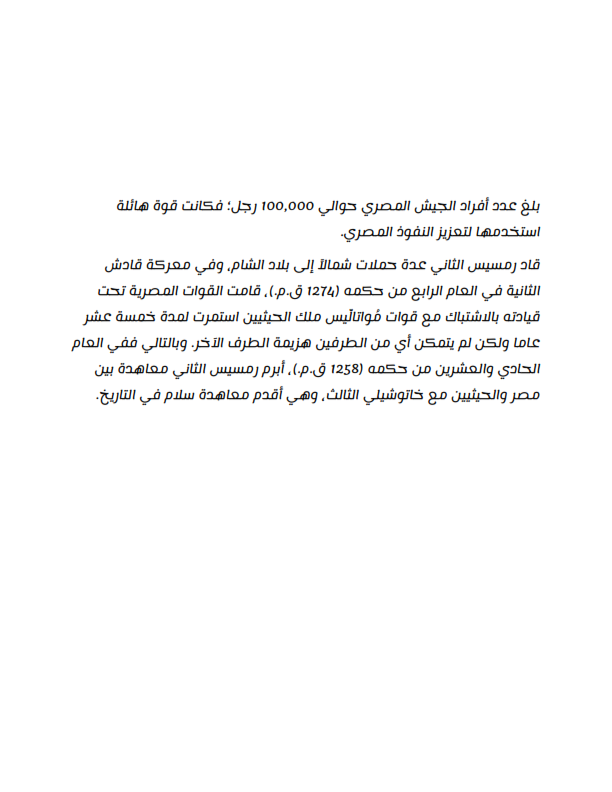 بلغ عدد أفراد الجيش المصري حوالي 100,000 رجل؛ فكانت قوة هائلة
استخدمها لتعزيز النفوذ المصري.
قاد رمسيس الثاني عدة حملات شمالاً إلى بلاد الشام، وفي معركة قادش
الثانية في العام الرابع من حكمه (1274 ق.م.)، قامت القوات المصرية تحت
قيادته بالاشتباك مع قوات مُواتالّيس ملك الحيثيين استمرت لمدة خمسة عشر
عاما ولكن لم يتمكن أي من الطرفين هزيمة الطرف الآخر. وبالتالي ففي العام
الحادي والعشرين من حكمه (1258 ق.م.)، أبرم رمسيس الثاني معاهدة بين
مصر والحيثيين مع خاتوشيلي الثالث، وهي أقدم معاهدة سلام في التاريخ.